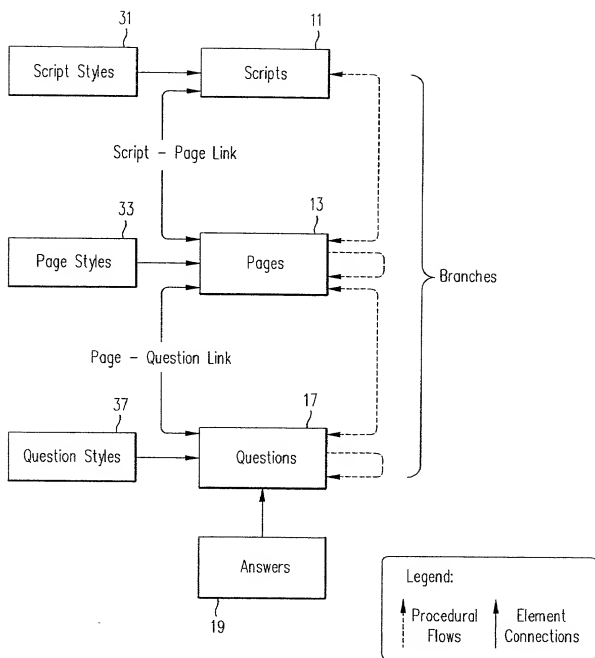 31
11
Script Styles
Scripts
Script - Page Link
33
13
Page Styles
Pages
Branches
Page - Question Link
37
17
Question Styles
Questions
Answers
19
Legend:
Procedural
Flows
Element
Connections